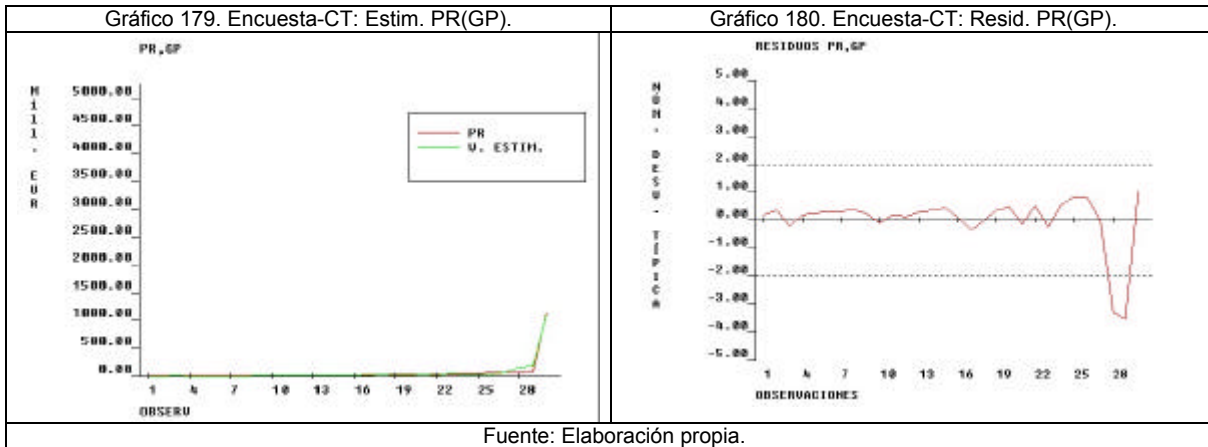 Gráfico 179. Encuesta-CT: Estim. PR(GP).
PR,GP
Mill. EUR
5000.00
4500.00
4000.00
3500.00
3000.00
2500.00
2000.00
1500.00
1000.00
500.00
0.00
PR
V. ESTIM.
1 4 7 10 13 16 19 22 25 28
OBSERV
Gráfico 180. Encuesta-CT: Resid. PR(GP).
RESIDUOS PR,GP
NÚM. DESV. TÍPICA
5.00
4.00
3.00
2.00
1.00
0.00
-1.00
-2.00
-3.00
-4.00
-5.00
1 4 7 10 13 16 19 22 25 28
OBSERVACIONES
Fuente: Elaboración propia.